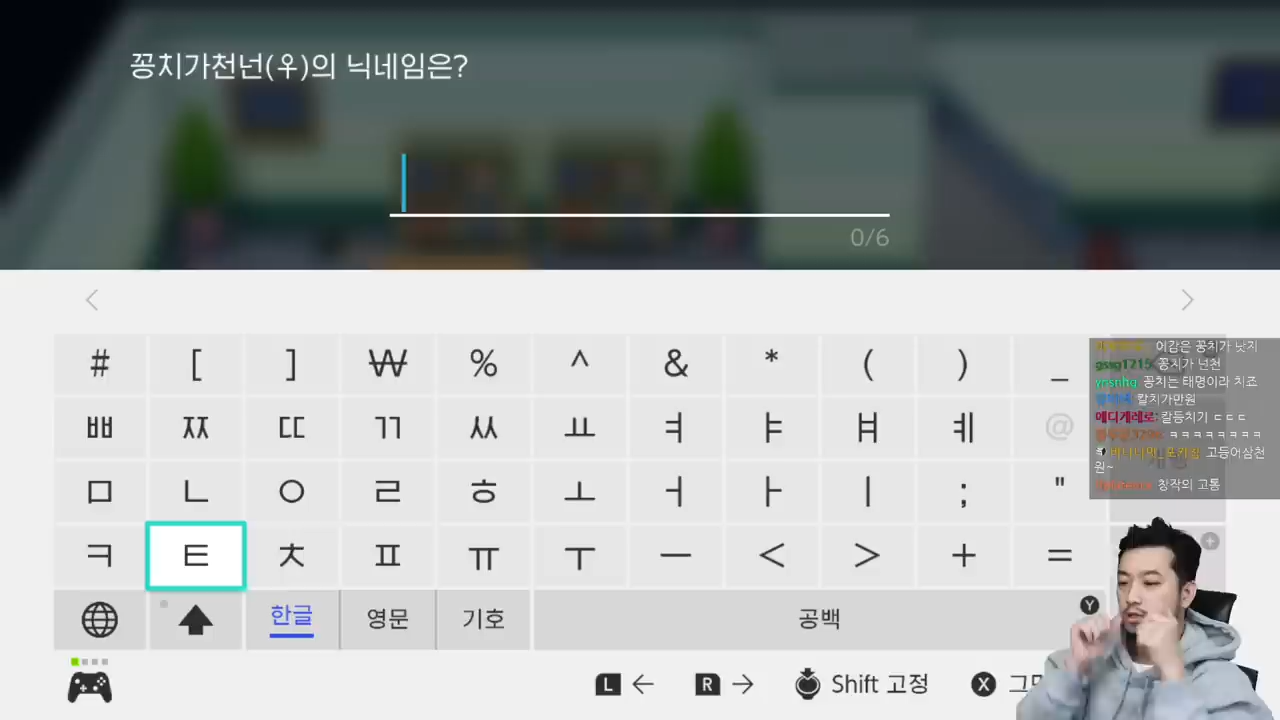 꽁치가천넌(우)의 닉네임은?
0/6
# [ ] ₩ % ^ & * ( ) _
ㅃ ㅉ ㄸ ㄲ ㅆ ㅛ ㅕ ㅑ ㅒ ㅖ @
ㅁ ㄴ ㅇ ㄹ ㅎ ㅗ ㅓ ㅏ ㅣ ; "
ㅋ ㅌ ㅊ ㅍ ㅠ ㅜ ㅡ < > + =
한글 영문 기호 공백 Y
L ← R → Shift 고정 X
어감은 꽁치가 낫지
gssg1215: 꽁치가 넌천
꽁치는 태명이라 치죠
칼치가만원
에디게레로: 칼등치기 ㄷㄷㄷ
ㅋㅋㅋㅋㅋㅋㅋㅋ
고등어삼천
원~
창작의 고통